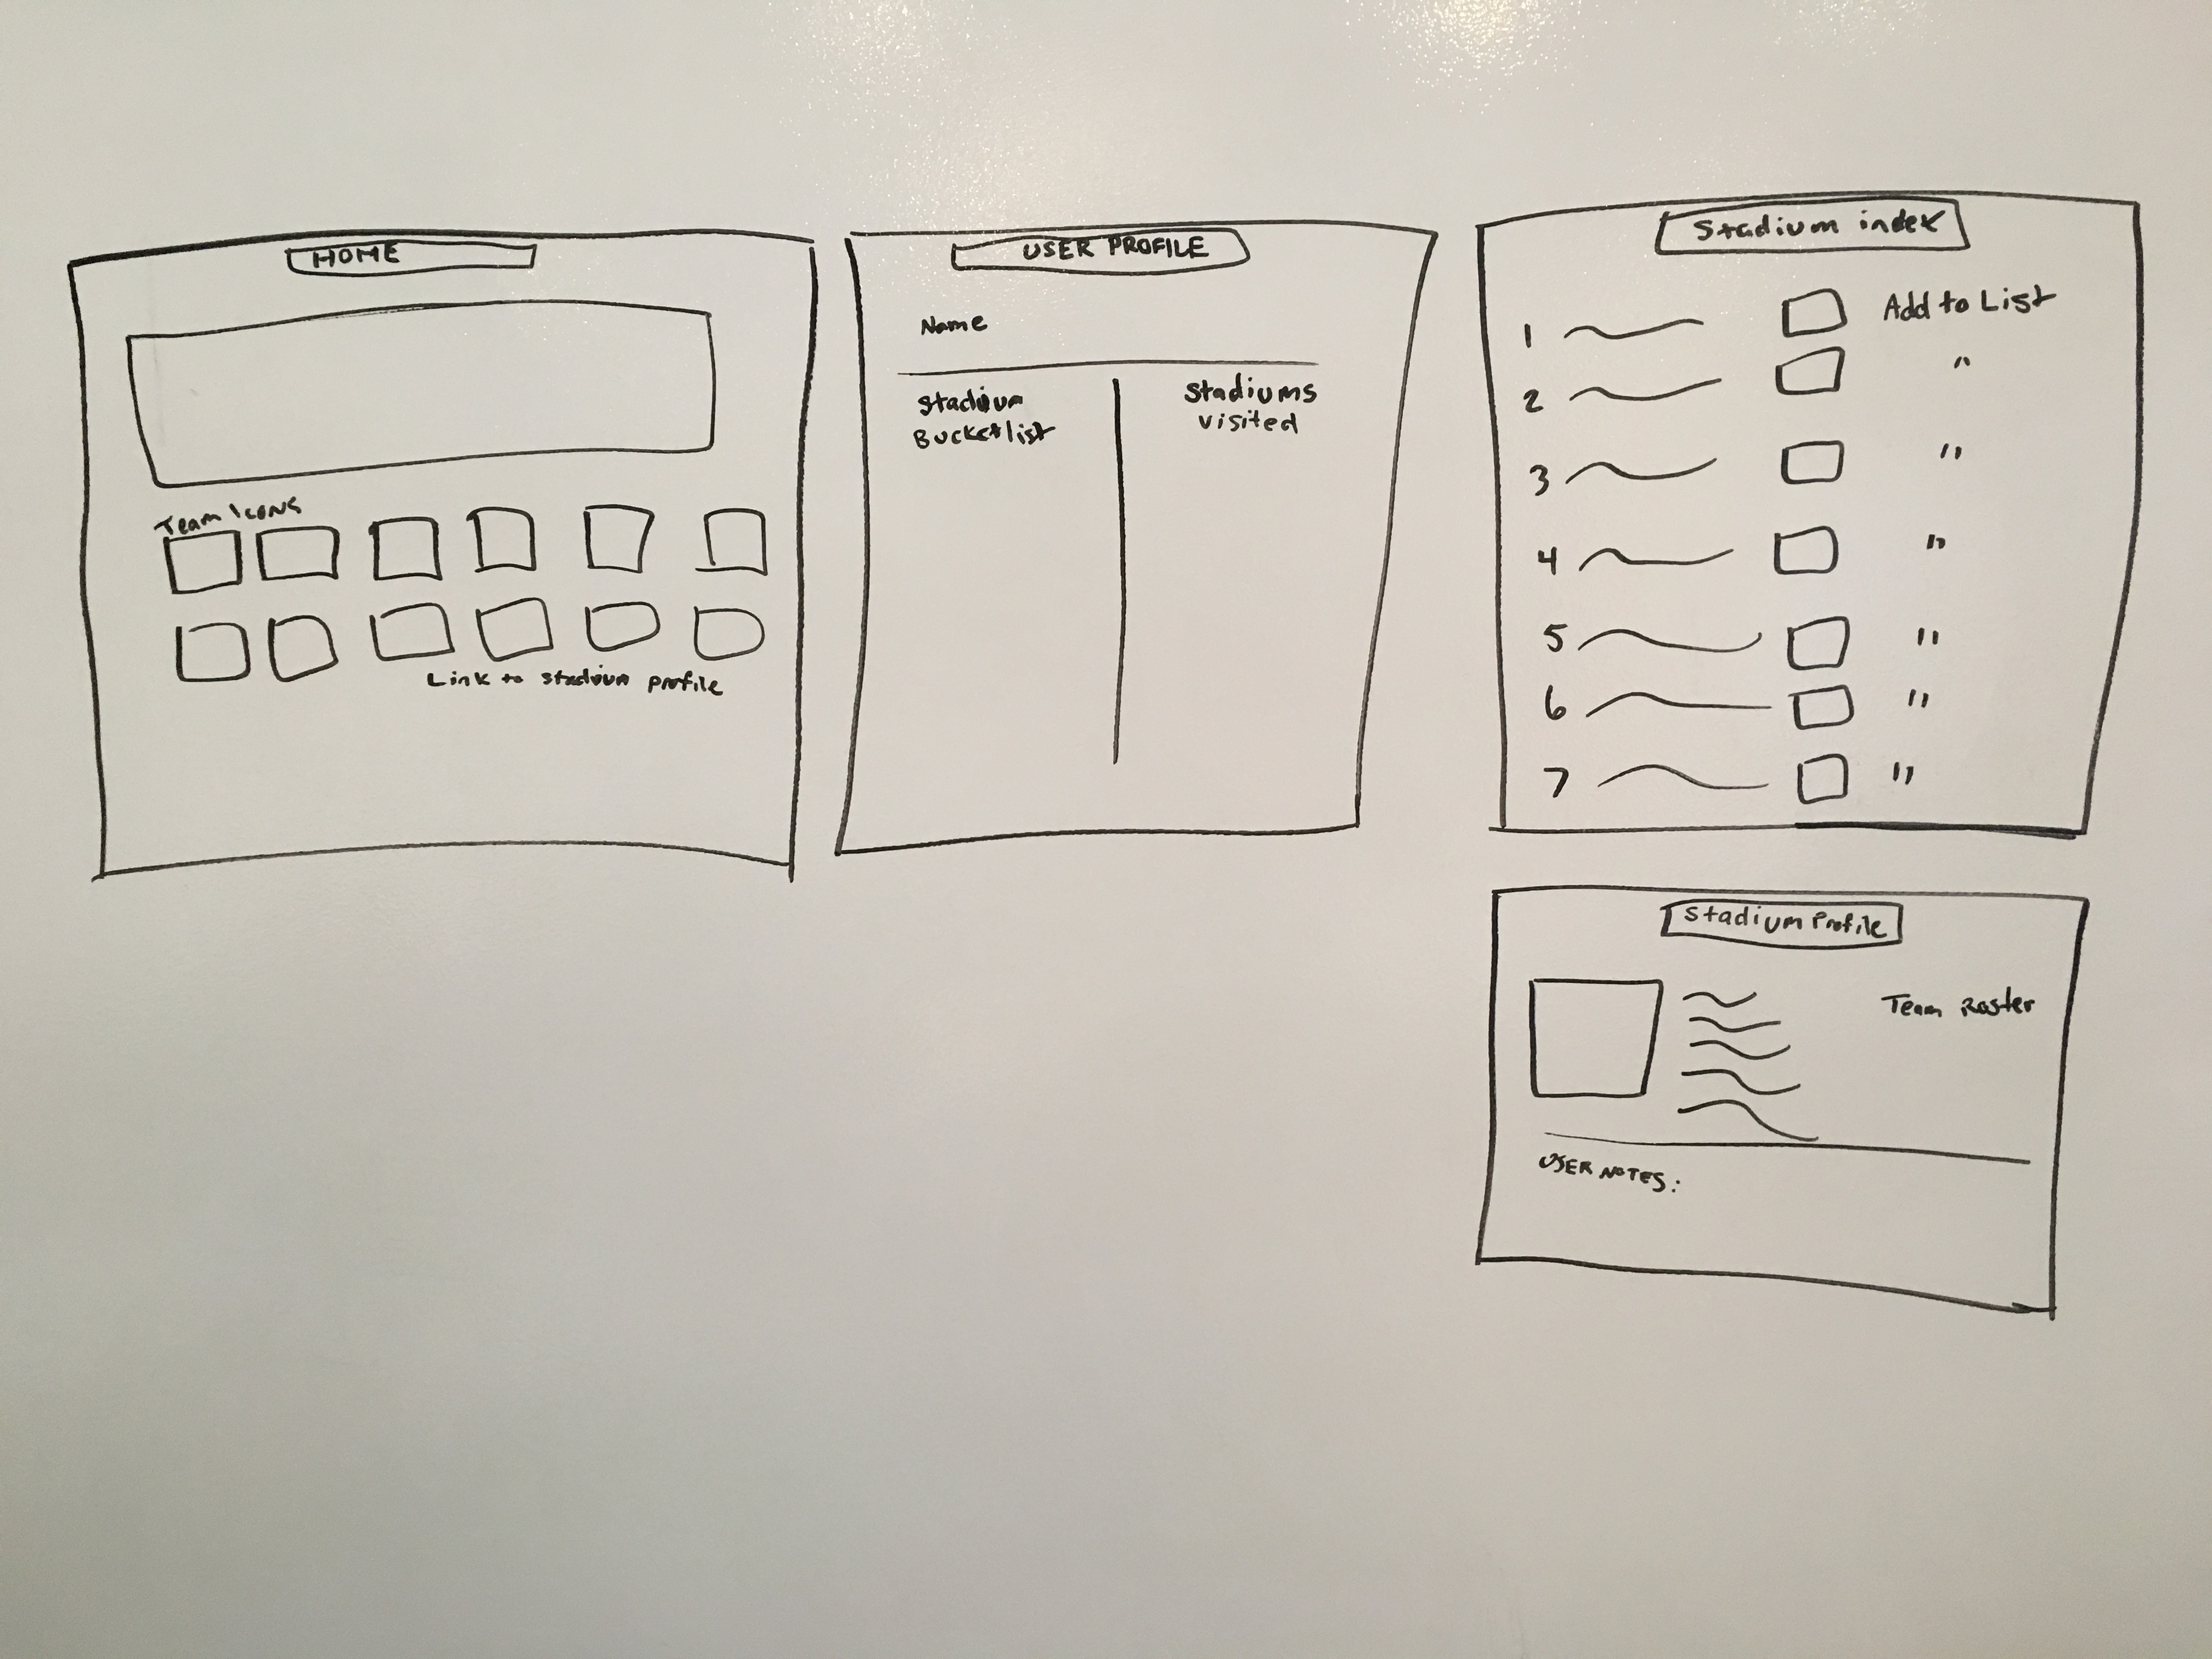 HOME
Team Icons
Link to stadium profile
USER PROFILE
Name
Stadium
Bucketlist
Stadiums
visited
Stadium index
1 Add to List
2 "
3 "
4 "
5 "
6 "
7 "
Stadium Profile
Team Roster
USER NOTES: